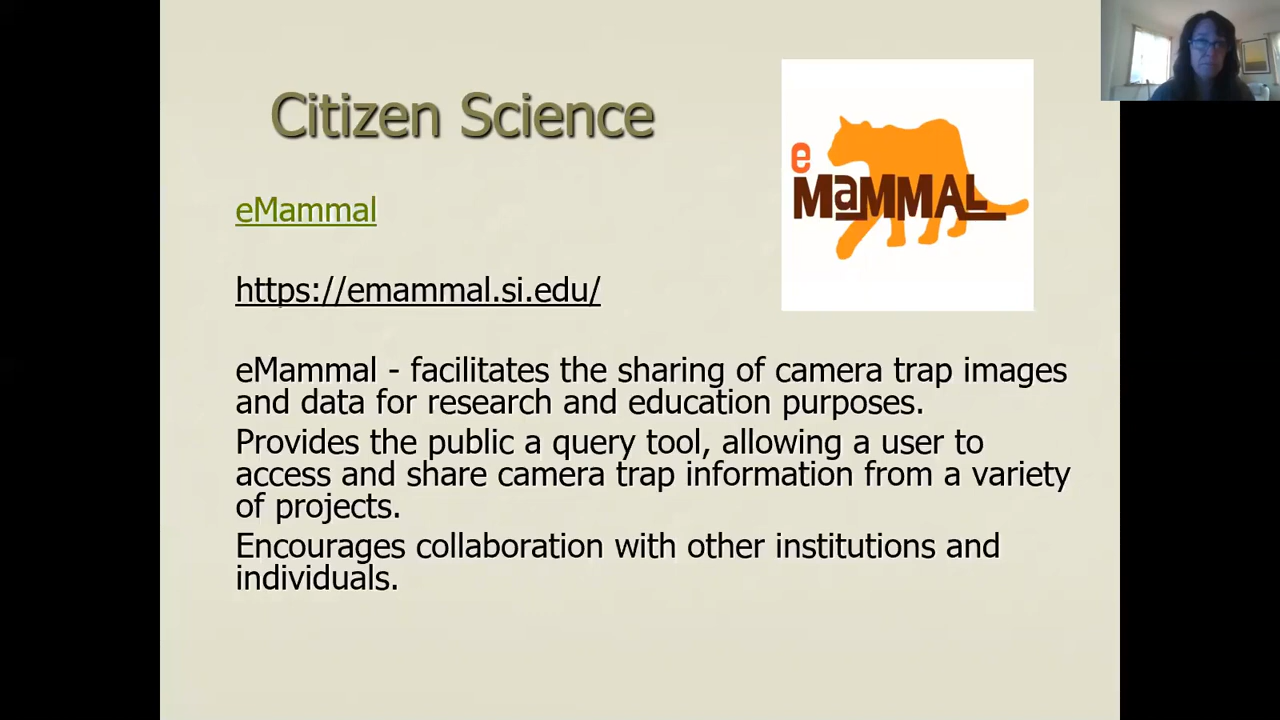 Citizen Science
e
MaMMAL
eMammal
https://emammal.si.edu/
eMammal - facilitates the sharing of camera trap images
and data for research and education purposes.
Provides the public a query tool, allowing a user to
access and share camera trap information from a variety
of projects.
Encourages collaboration with other institutions and
individuals.